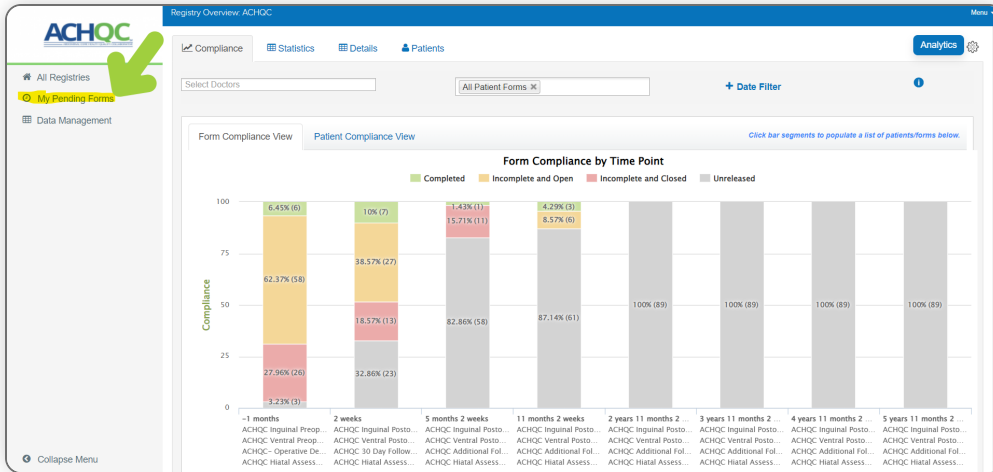 Registry Overview: ACHQC
Menu
ACHQC
Compliance
Statistics
Details
Patients
Analytics
All Registries
My Pending Forms
Data Management
Select Doctors
All Patient Forms ×
+ Date Filter
Form Compliance View
Patient Compliance View
Click bar segments to populate a list of patients/forms below.
Form Compliance by Time Point
Completed
Incomplete and Open
Incomplete and Closed
Unreleased
Compliance
100
75
50
25
0
6.45% (6)
62.37% (58)
27.96% (26)
3.23% (3)
10% (7)
38.57% (27)
18.57% (13)
32.86% (23)
1.43% (1)
15.71% (11)
82.86% (58)
4.29% (3)
8.57% (6)
87.14% (61)
100% (89)
100% (89)
100% (89)
100% (89)
~1 months
ACHQC Inguinal Preop...
ACHQC Ventral Preop...
ACHQC- Operative De...
ACHQC Hiatal Assess...
2 weeks
ACHQC Inguinal Posto...
ACHQC Ventral Posto...
ACHQC 30 Day Follow...
ACHQC Hiatal Assess...
5 months 2 weeks
ACHQC Inguinal Posto...
ACHQC Ventral Posto...
ACHQC Additional Fol...
ACHQC Hiatal Assess...
11 months 2 weeks
ACHQC Inguinal Posto...
ACHQC Ventral Posto...
ACHQC Additional Fol...
ACHQC Hiatal Assess...
2 years 11 months 2 ...
ACHQC Inguinal Posto...
ACHQC Ventral Posto...
ACHQC Additional Fol...
ACHQC Hiatal Assess...
3 years 11 months 2 ...
ACHQC Inguinal Posto...
ACHQC Ventral Posto...
ACHQC Additional Fol...
ACHQC Hiatal Assess...
4 years 11 months 2 ...
ACHQC Inguinal Posto...
ACHQC Ventral Posto...
ACHQC Additional Fol...
ACHQC Hiatal Assess...
5 years 11 months 2 ...
ACHQC Inguinal Posto...
ACHQC Ventral Posto...
ACHQC Additional Fol...
ACHQC Hiatal Assess...
Collapse Menu